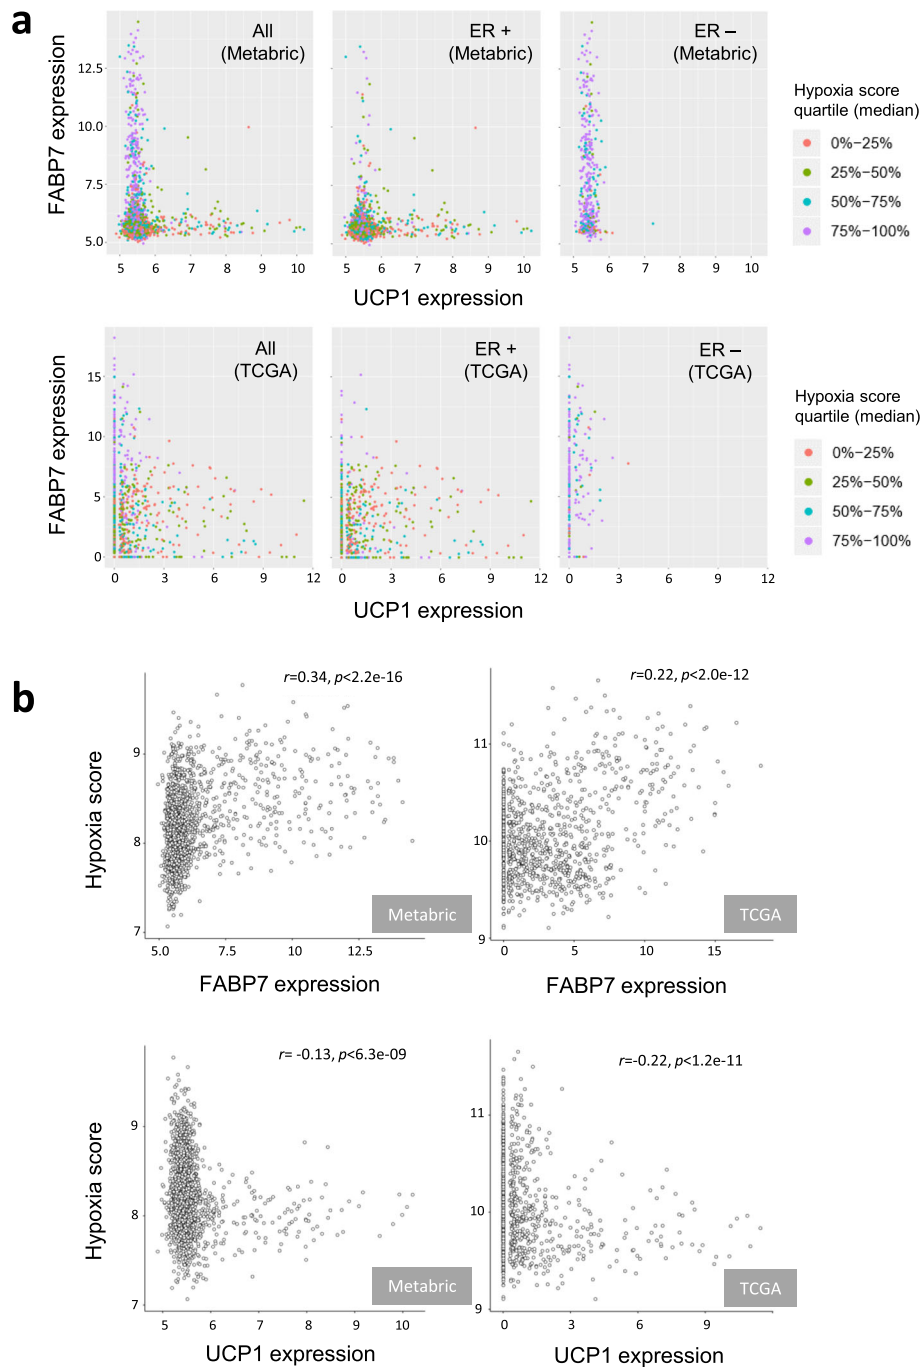 a
All
(Metabric)
ER +
(Metabric)
ER –
(Metabric)
FABP7 expression
12.5
10.0
7.5
5.0
5 6 7 8 9 10
5 6 7 8 9 10
5 6 7 8 9 10
UCP1 expression
Hypoxia score
quartile (median)
0%−25%
25%−50%
50%−75%
75%−100%
All
(TCGA)
ER +
(TCGA)
ER –
(TCGA)
FABP7 expression
15
10
5
0
0 3 6 9 12
0 3 6 9 12
0 3 6 9 12
UCP1 expression
Hypoxia score
quartile (median)
0%−25%
25%−50%
50%−75%
75%−100%
b
r=0.34, p<2.2e-16
Hypoxia score
9
8
7
Metabric
5.0 7.5 10.0 12.5
FABP7 expression
r=0.22, p<2.0e-12
11
10
9
TCGA
0 5 10 15
FABP7 expression
r= -0.13, p<6.3e-09
Hypoxia score
9
8
7
Metabric
5 6 7 8 9 10
UCP1 expression
r=-0.22, p<1.2e-11
11
10
9
TCGA
0 3 6 9
UCP1 expression